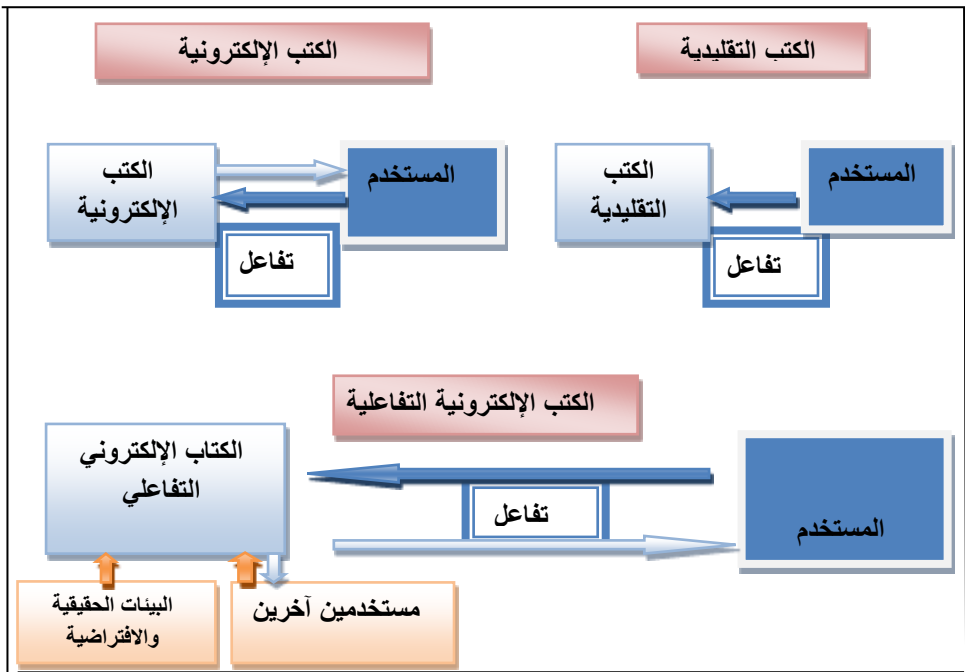 الكتب التقليدية
الكتب الإلكترونية
المستخدم
الكتب
التقليدية
تفاعل
المستخدم
الكتب
الإلكترونية
تفاعل
الكتب الإلكترونية التفاعلية
المستخدم
تفاعل
الكتاب الإلكتروني
التفاعلي
مستخدمين آخرين
البيئات الحقيقية
والافتراضية